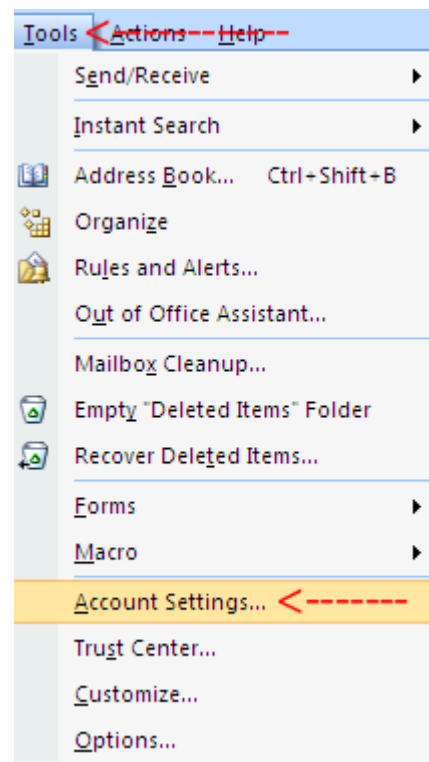 Tools Actions Help
Send/Receive
Instant Search
Address Book... Ctrl+Shift+B
Organize
Rules and Alerts...
Out of Office Assistant...
Mailbox Cleanup...
Empty "Deleted Items" Folder
Recover Deleted Items...
Forms
Macro
Account Settings...
Trust Center...
Customize...
Options...